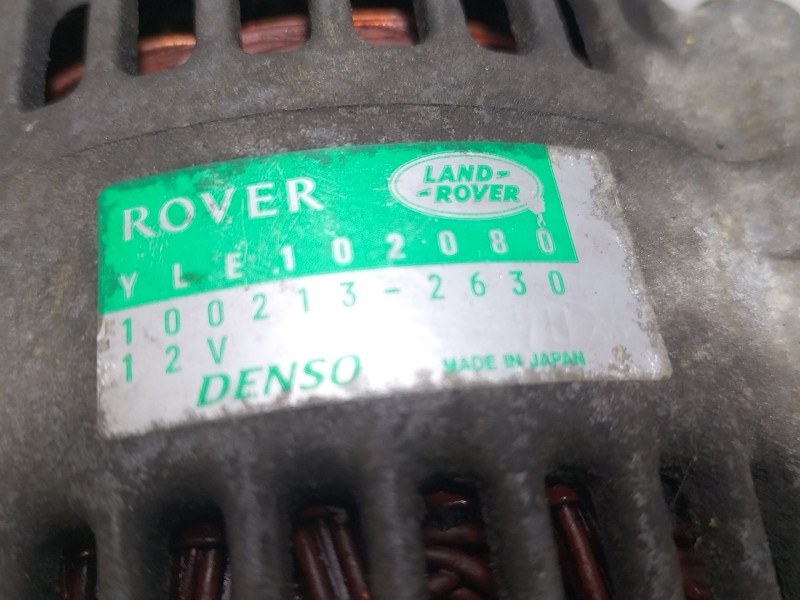 ROVER
LAND-
-ROVER
YLE102080
100213-2630
12V
DENSO
MADE IN JAPAN